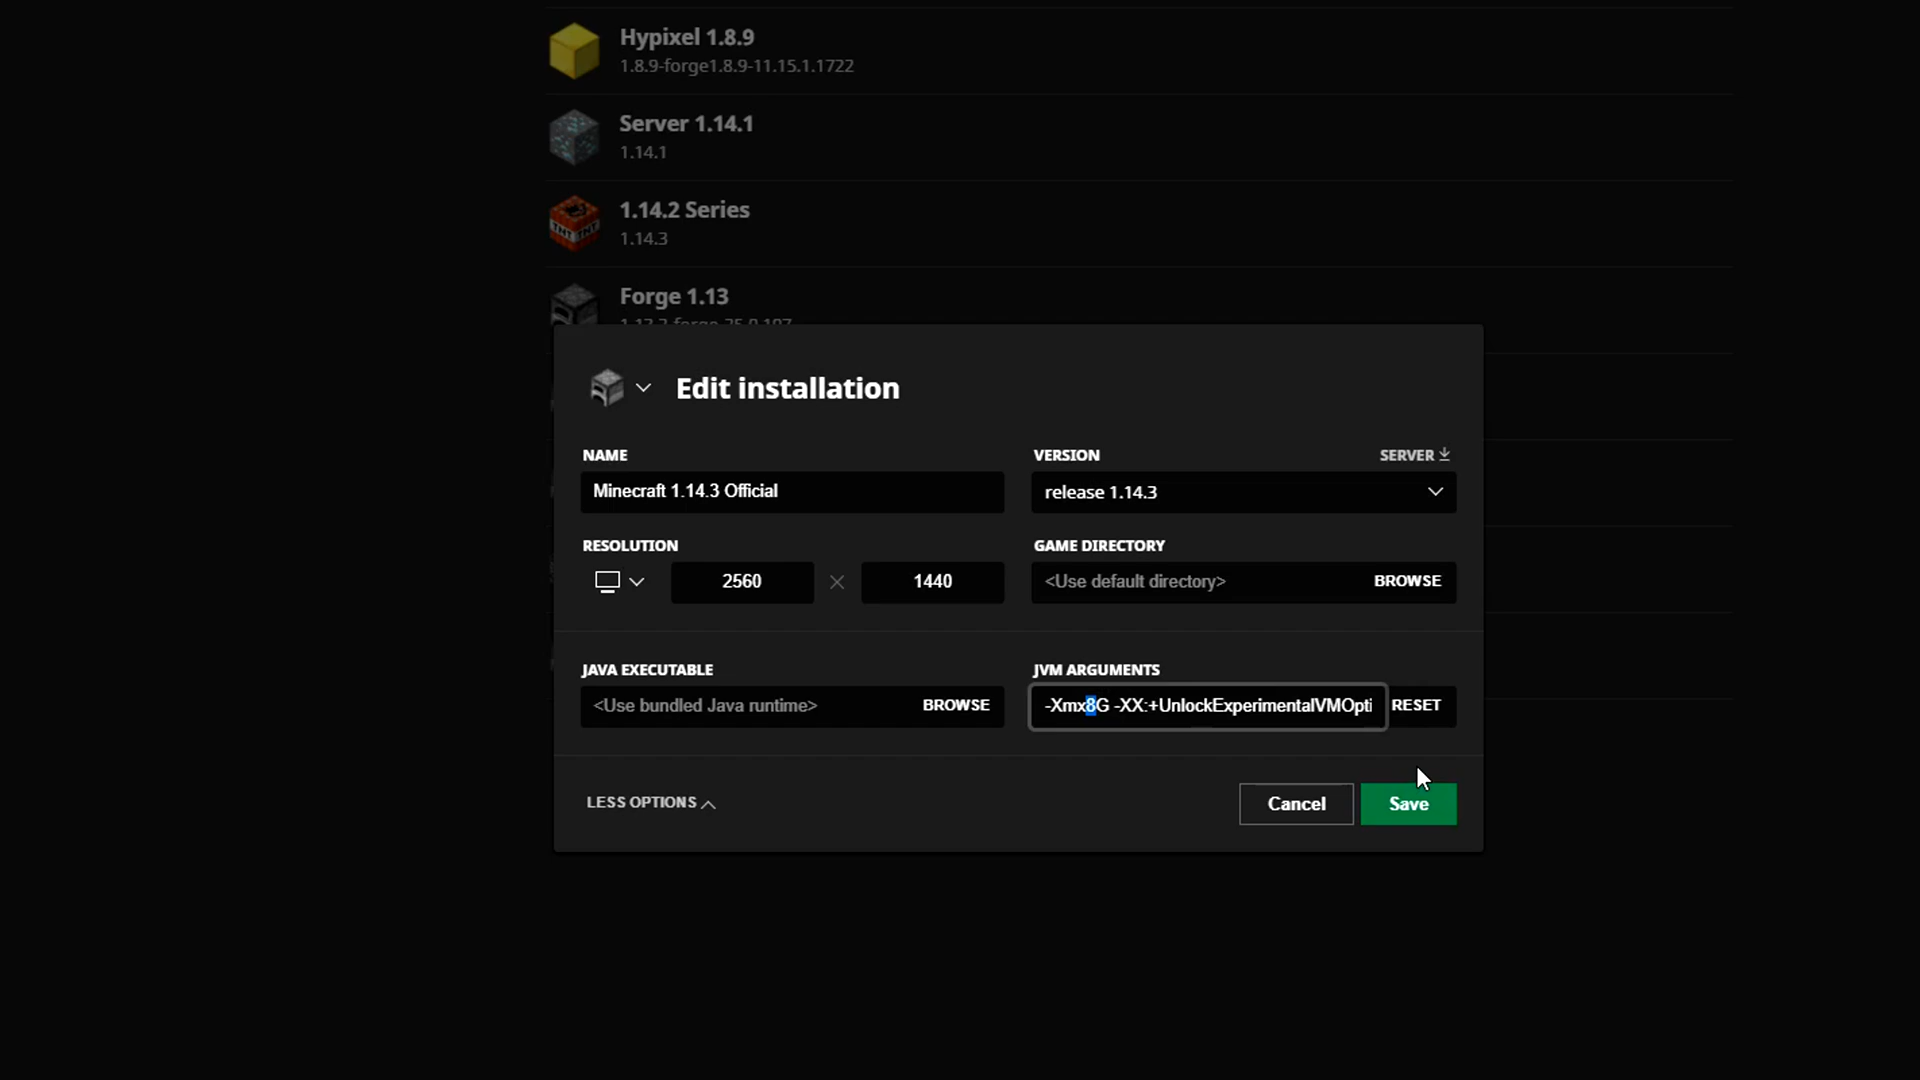 Hypixel 1.8.9
1.8.9-forge1.8.9-11.15.1.1722
Server 1.14.1
1.14.1
1.14.2 Series
1.14.3
Forge 1.13
Edit installation
NAME
VERSION
SERVER
Minecraft 1.14.3 Official
release 1.14.3
RESOLUTION
GAME DIRECTORY
2560
1440
<Use default directory>
BROWSE
JAVA EXECUTABLE
JVM ARGUMENTS
<Use bundled Java runtime>
BROWSE
-Xmx8G -XX:+UnlockExperimentalVMOpti
RESET
LESS OPTIONS
Cancel
Save